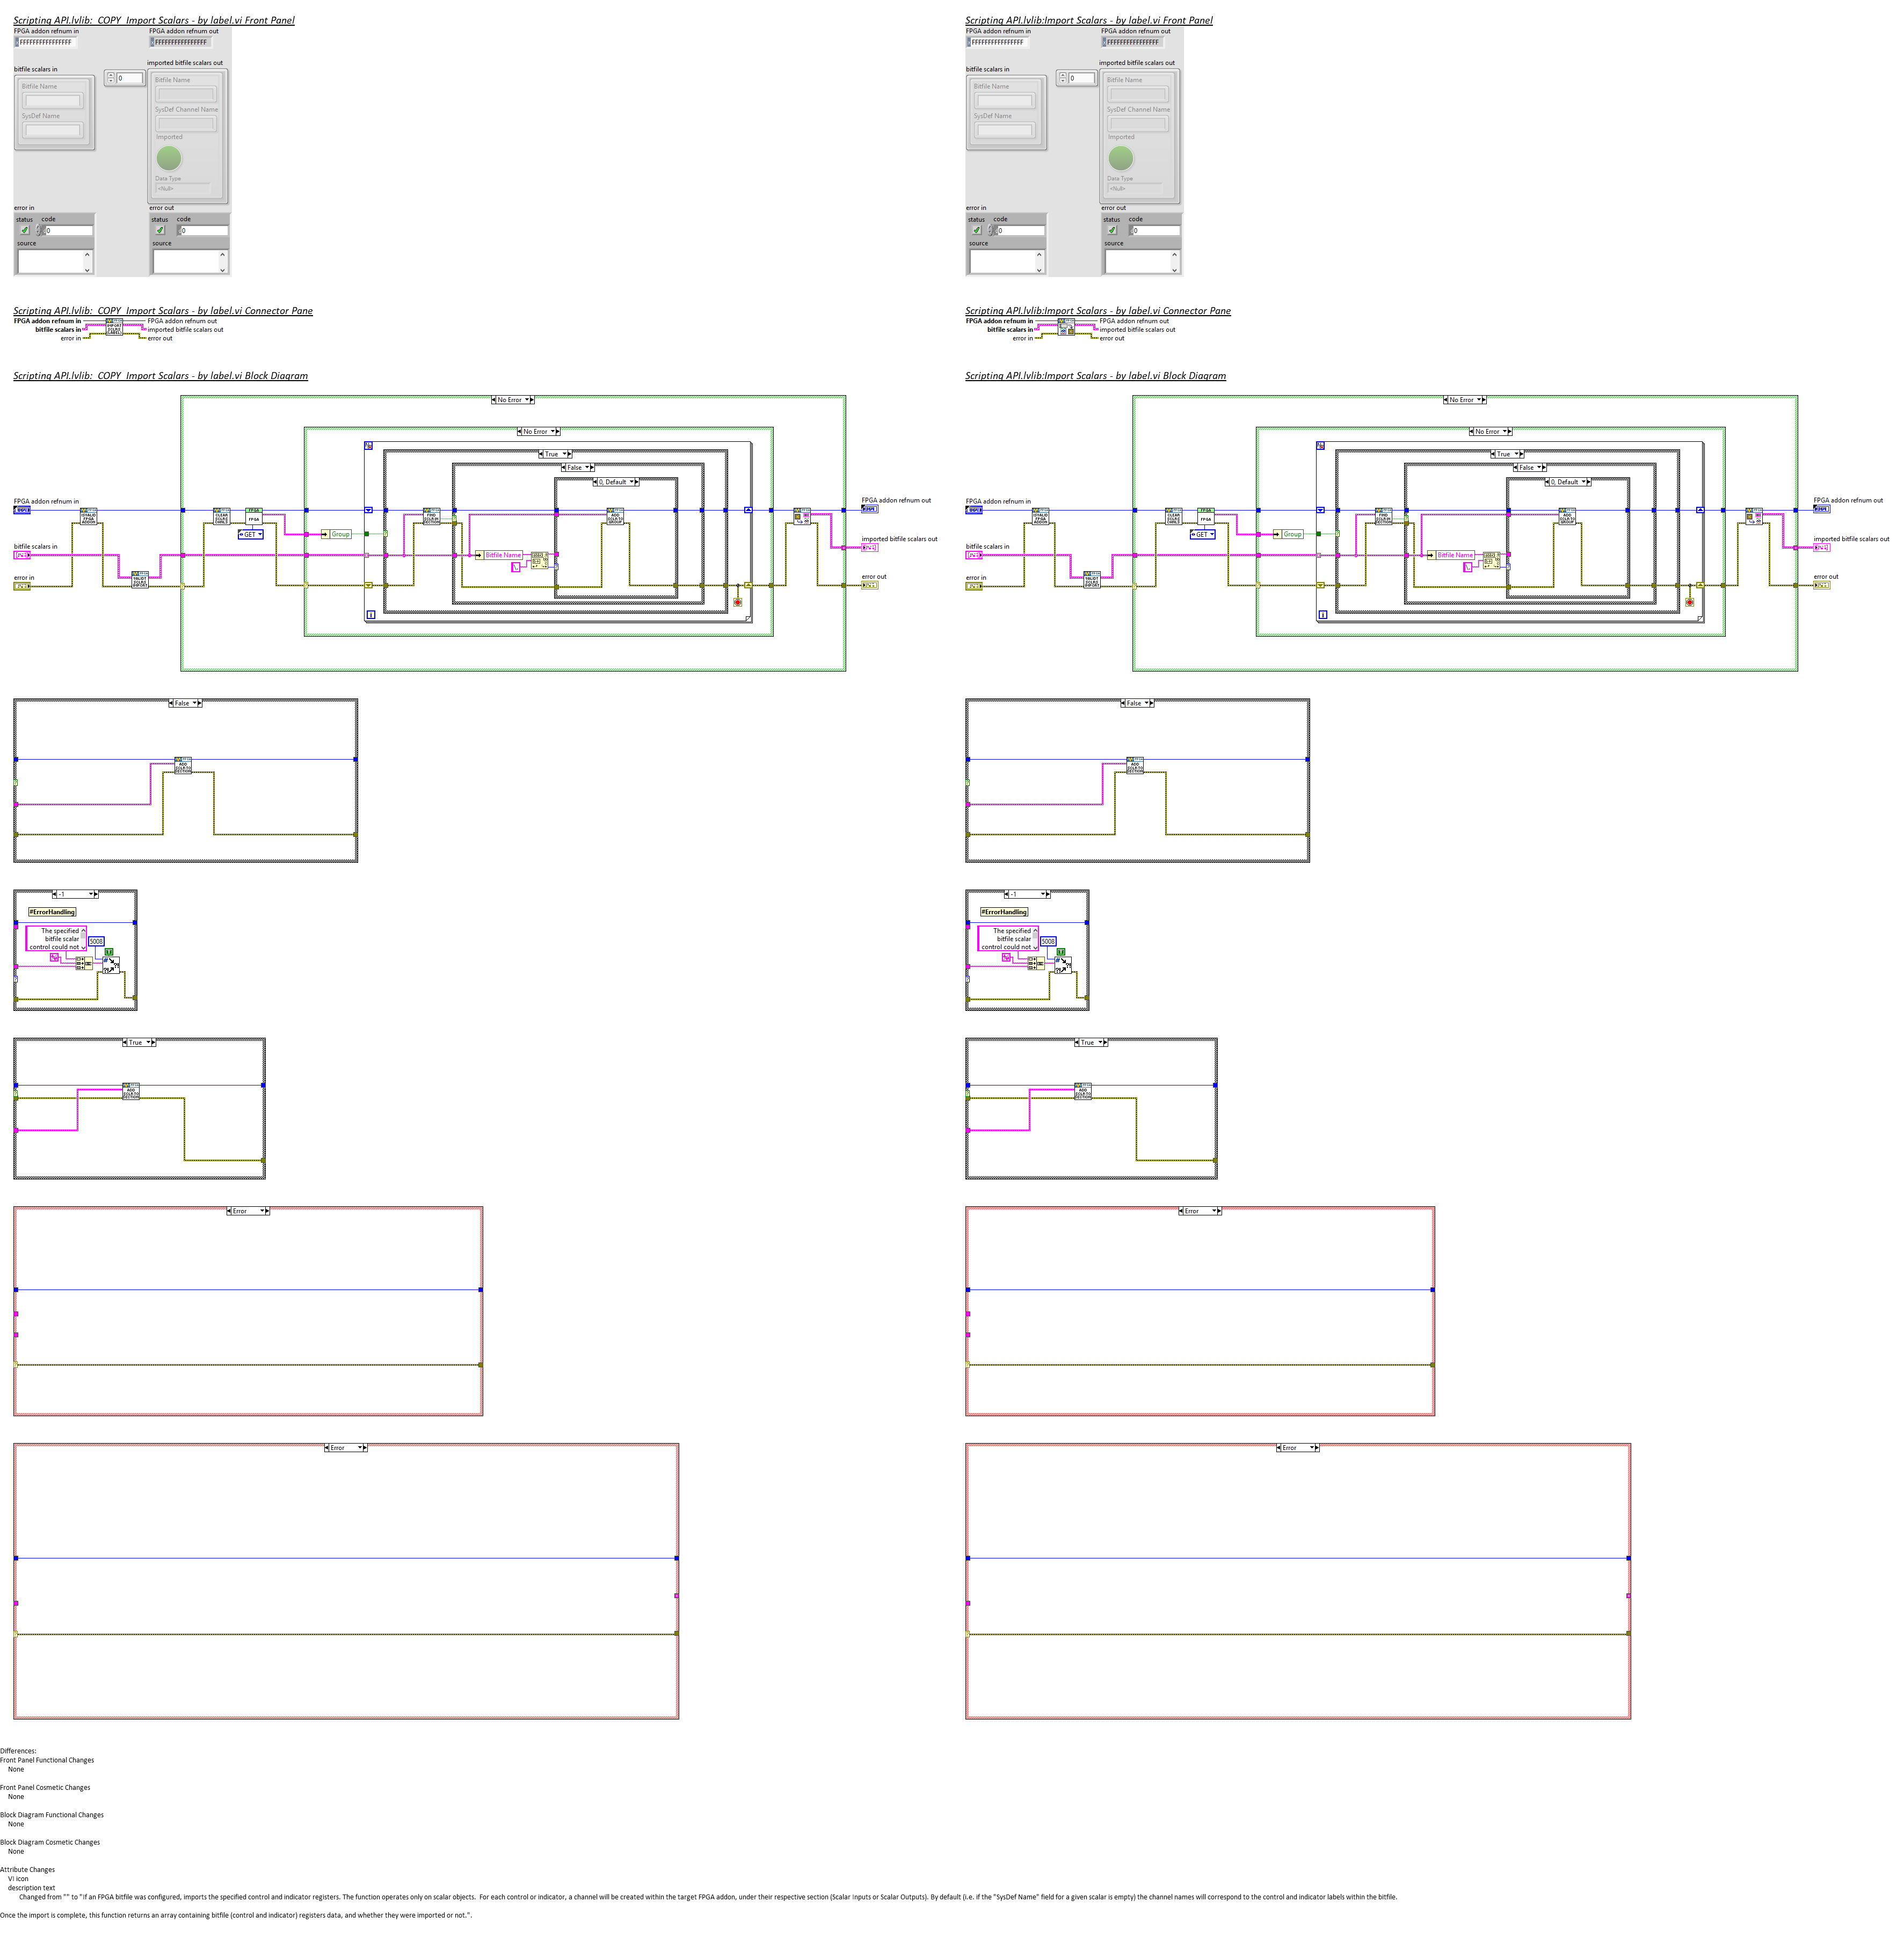 Scripting API.lvlib:_COPY_Import Scalars - by label.vi Front Panel
FPGA addon refnum in
FPGA addon refnum out
FFFFFFFFFFFFFFFF
FFFFFFFFFFFFFFFF
imported bitfile scalars out
bitfile scalars in
0
Bitfile Name
Bitfile Name
SysDef Channel Name
SysDef Name
Imported
Data Type
<Null>
error in
error out
status code
status code
0
0
source
source
Scripting API.lvlib:Import Scalars - by label.vi Front Panel
FPGA addon refnum in
FPGA addon refnum out
FFFFFFFFFFFFFFFF
FFFFFFFFFFFFFFFF
imported bitfile scalars out
bitfile scalars in
0
Bitfile Name
Bitfile Name
SysDef Channel Name
SysDef Name
Imported
Data Type
<Null>
error in
error out
status code
status code
0
0
source
source
Scripting API.lvlib:_COPY_Import Scalars - by label.vi Connector Pane
FPGA addon refnum in
FPGA addon refnum out
bitfile scalars in
imported bitfile scalars out
error in
error out
Scripting API.lvlib:Import Scalars - by label.vi Connector Pane
FPGA addon refnum in
FPGA addon refnum out
bitfile scalars in
imported bitfile scalars out
error in
error out
Scripting API.lvlib:_COPY_Import Scalars - by label.vi Block Diagram
No Error
No Error
True
False
0, Default
FPGA addon refnum in
FPGA addon refnum out
FPGA
GET
Group
bitfile scalars in
imported bitfile scalars out
Bitfile Name
error in
error out
Scripting API.lvlib:Import Scalars - by label.vi Block Diagram
No Error
No Error
True
False
0, Default
FPGA addon refnum in
FPGA addon refnum out
FPGA
GET
Group
bitfile scalars in
imported bitfile scalars out
Bitfile Name
error in
error out
False
False
-1
#ErrorHandling
The specified
bitfile scalar
control could not
5008
-1
#ErrorHandling
The specified
bitfile scalar
control could not
5008
True
True
Error
Error
Error
Error
Differences:
Front Panel Functional Changes
None
Front Panel Cosmetic Changes
None
Block Diagram Functional Changes
None
Block Diagram Cosmetic Changes
None
Attribute Changes
VI icon
description text
Changed from "" to "If an FPGA bitfile was configured, imports the specified control and indicator registers. The function operates only on scalar objects.  For each control or indicator, a channel will be created within the target FPGA addon, under their respective section (Scalar Inputs or Scalar Outputs). By default (i.e. if the "SysDef Name" field for a given scalar is empty) the channel names will correspond to the control and indicator labels within the bitfile.
Once the import is complete, this function returns an array containing bitfile (control and indicator) registers data, and whether they were imported or not.".